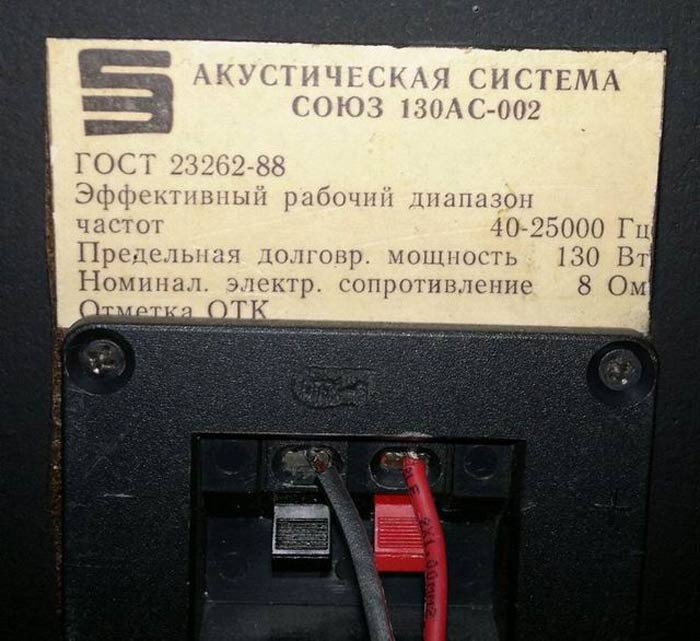 АКУСТИЧЕСКАЯ СИСТЕМА
СОЮЗ 130АС-002
ГОСТ 23262-88
Эффективный рабочий диапазон
частот 40-25000 Гц
Предельная долговр. мощность 130 Вт
Номинал. электр. сопротивление 8 Ом
Отметка ОТК